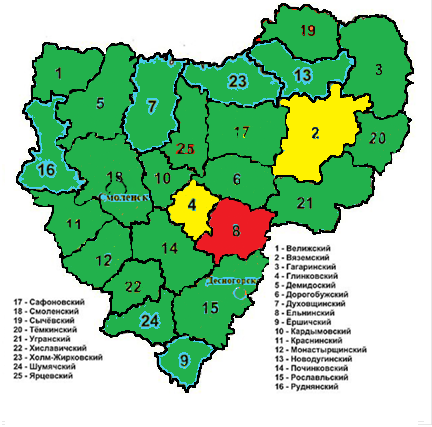 19
1
23
13
3
5
7
2
17
20
25
16
18
10
6
Смоленск
4
21
11
8
14
12
Десногорск
22
15
24
9
1 - Велижский
2 - Вяземский
3 - Гагаринский
4 - Глинковский
5 - Демидоский
6 - Дорогобужский
7 - Духовщинский
8 - Ельнинский
9 - Ёршичский
10 - Кардымовский
11 - Краснинский
12 - Монастырщинский
13 - Новодугинский
14 - Починковский
15 - Рославльский
16 - Руднянский
17 - Сафоновский
18 - Смоленский
19 - Сычёвский
20 - Тёмкинский
21 - Угранский
22 - Хиславичский
23 - Холм-Жирховский
24 - Шумячский
25 - Ярцевский